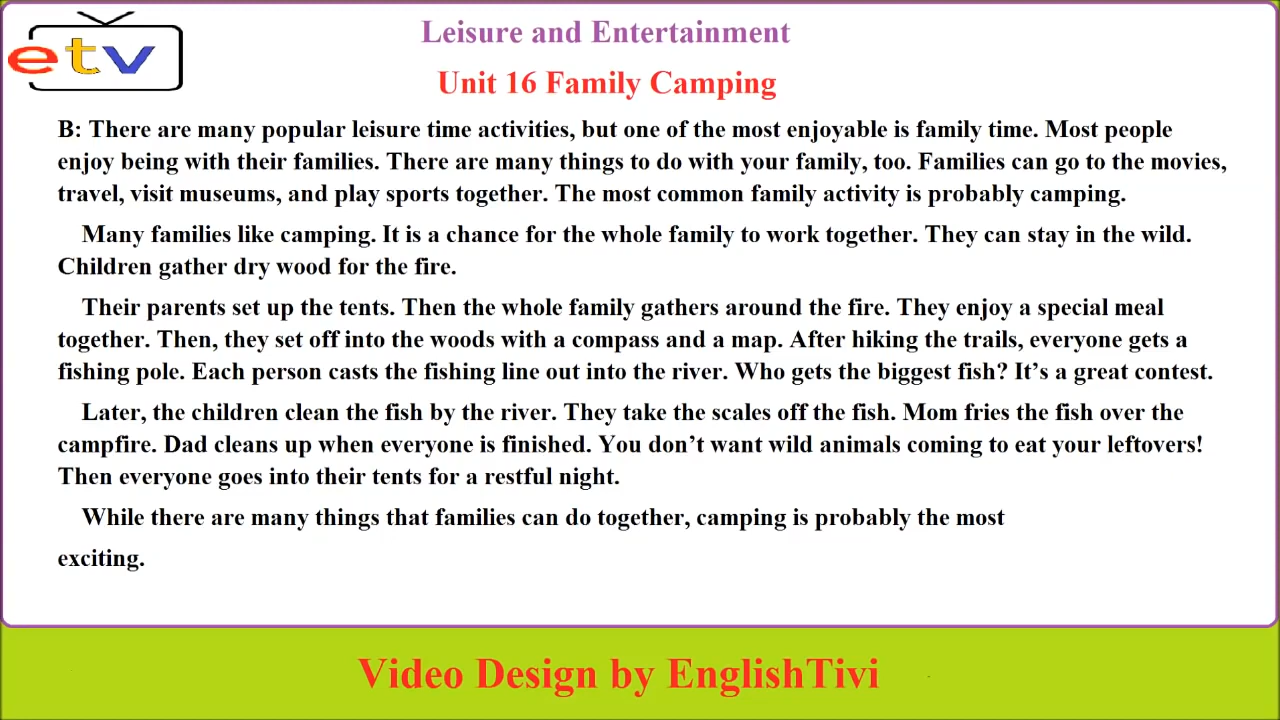 etv
Leisure and Entertainment
Unit 16 Family Camping
B: There are many popular leisure time activities, but one of the most enjoyable is family time. Most people
enjoy being with their families. There are many things to do with your family, too. Families can go to the movies,
travel, visit museums, and play sports together. The most common family activity is probably camping.
Many families like camping. It is a chance for the whole family to work together. They can stay in the wild.
Children gather dry wood for the fire.
Their parents set up the tents. Then the whole family gathers around the fire. They enjoy a special meal
together. Then, they set off into the woods with a compass and a map. After hiking the trails, everyone gets a
fishing pole. Each person casts the fishing line out into the river. Who gets the biggest fish? It’s a great contest.
Later, the children clean the fish by the river. They take the scales off the fish. Mom fries the fish over the
campfire. Dad cleans up when everyone is finished. You don’t want wild animals coming to eat your leftovers!
Then everyone goes into their tents for a restful night.
While there are many things that families can do together, camping is probably the most
exciting.
Video Design by EnglishTivi